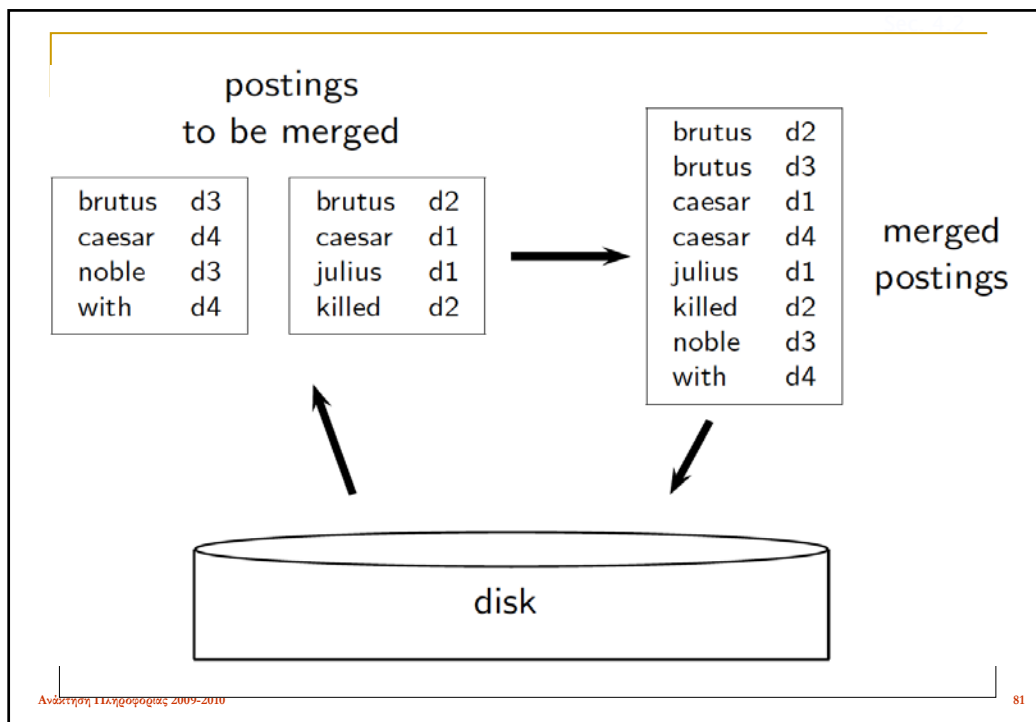 postings
to be merged
brutus d3
caesar d4
noble d3
with d4
brutus d2
caesar d1
julius d1
killed d2
brutus d2
brutus d3
caesar d1
caesar d4
julius d1
killed d2
noble d3
with d4
merged
postings
disk
Ανάκτηση Πληροφορίας 2009-2010
81